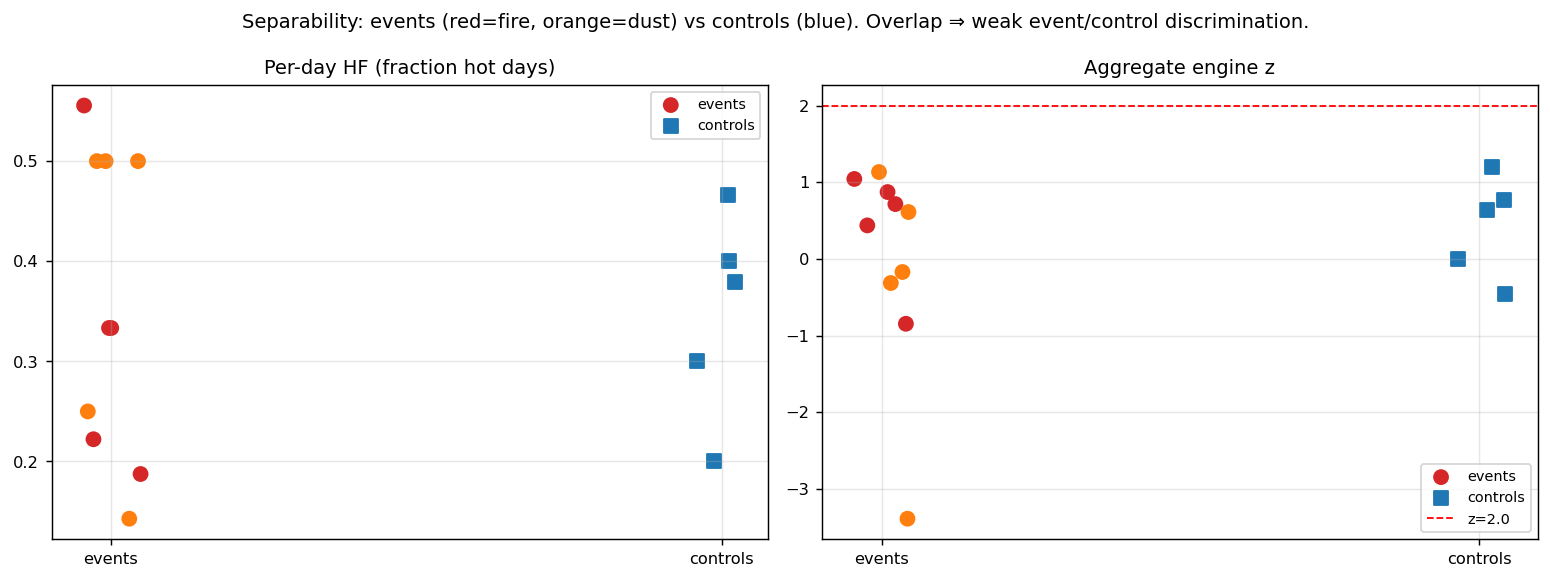 Separability: events (red=fire, orange=dust) vs controls (blue). Overlap ⇒ weak event/control discrimination.
Per-day HF (fraction hot days)
events
controls
0.5
0.4
0.3
0.2
events
controls
Aggregate engine z
2
1
0
−1
−2
−3
events
controls
z=2.0
events
controls